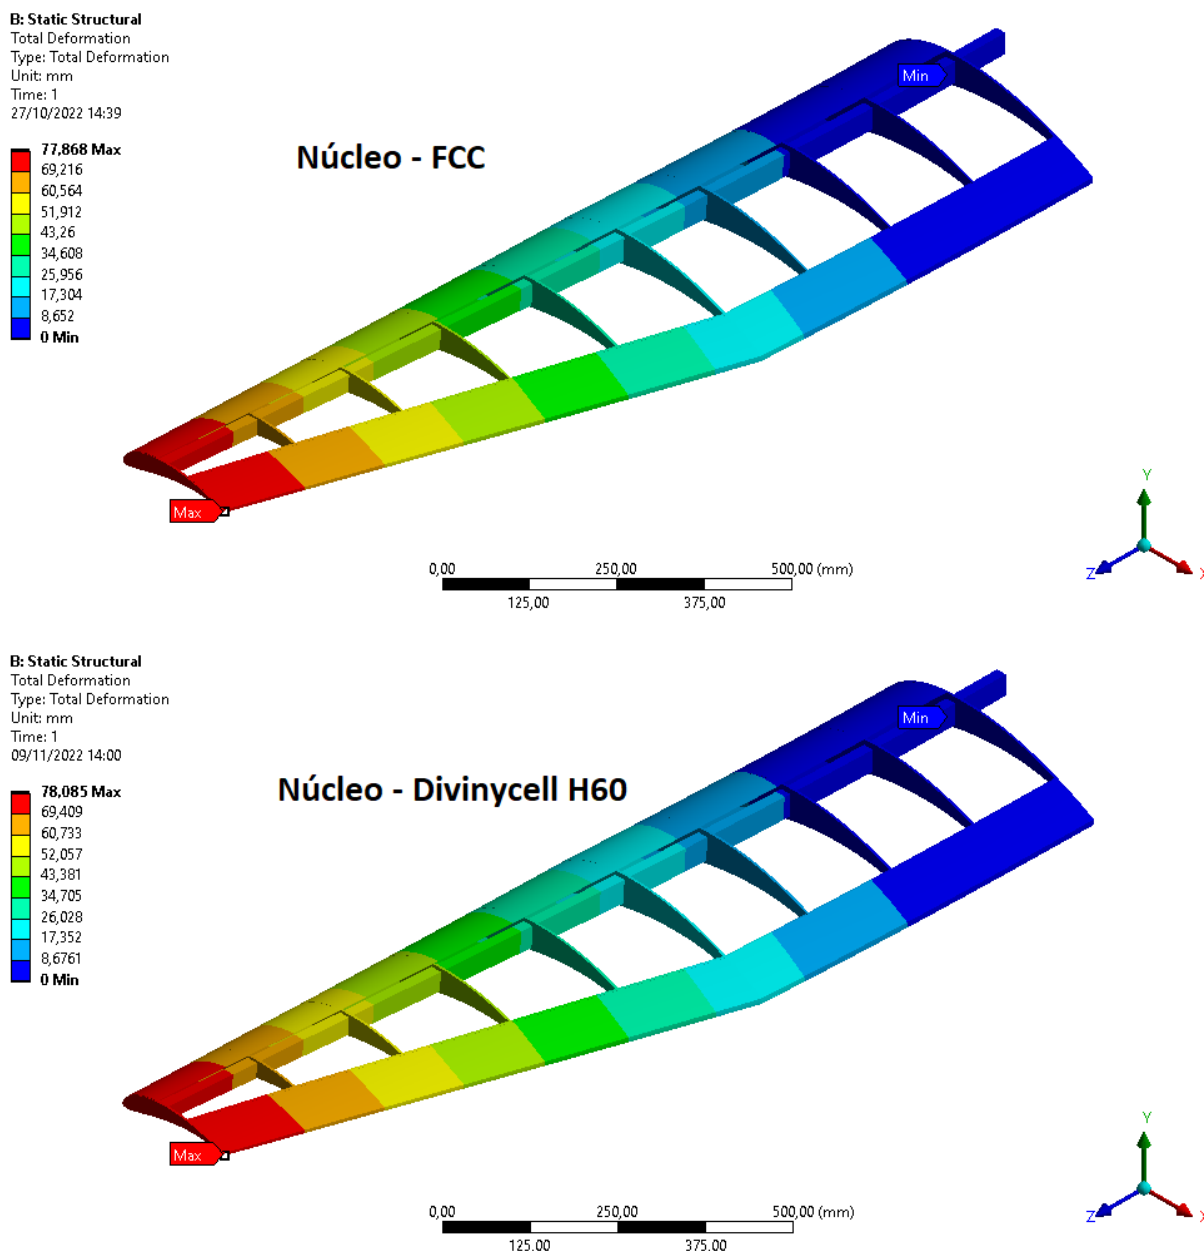 B: Static Structural
Total Deformation
Type: Total Deformation
Unit: mm
Time: 1
27/10/2022 14:39
Núcleo - FCC
77,868 Max
69,216
60,564
51,912
43,26
34,608
25,956
17,304
8,652
0 Min
Min
Max
Y
Z
X
0,00
250,00
500,00 (mm)
125,00
375,00
B: Static Structural
Total Deformation
Type: Total Deformation
Unit: mm
Time: 1
09/11/2022 14:00
Núcleo - Divinycell H60
78,085 Max
69,409
60,733
52,057
43,381
34,705
26,028
17,352
8,6761
0 Min
Min
Max
Y
Z
X
0,00
250,00
500,00 (mm)
125,00
375,00